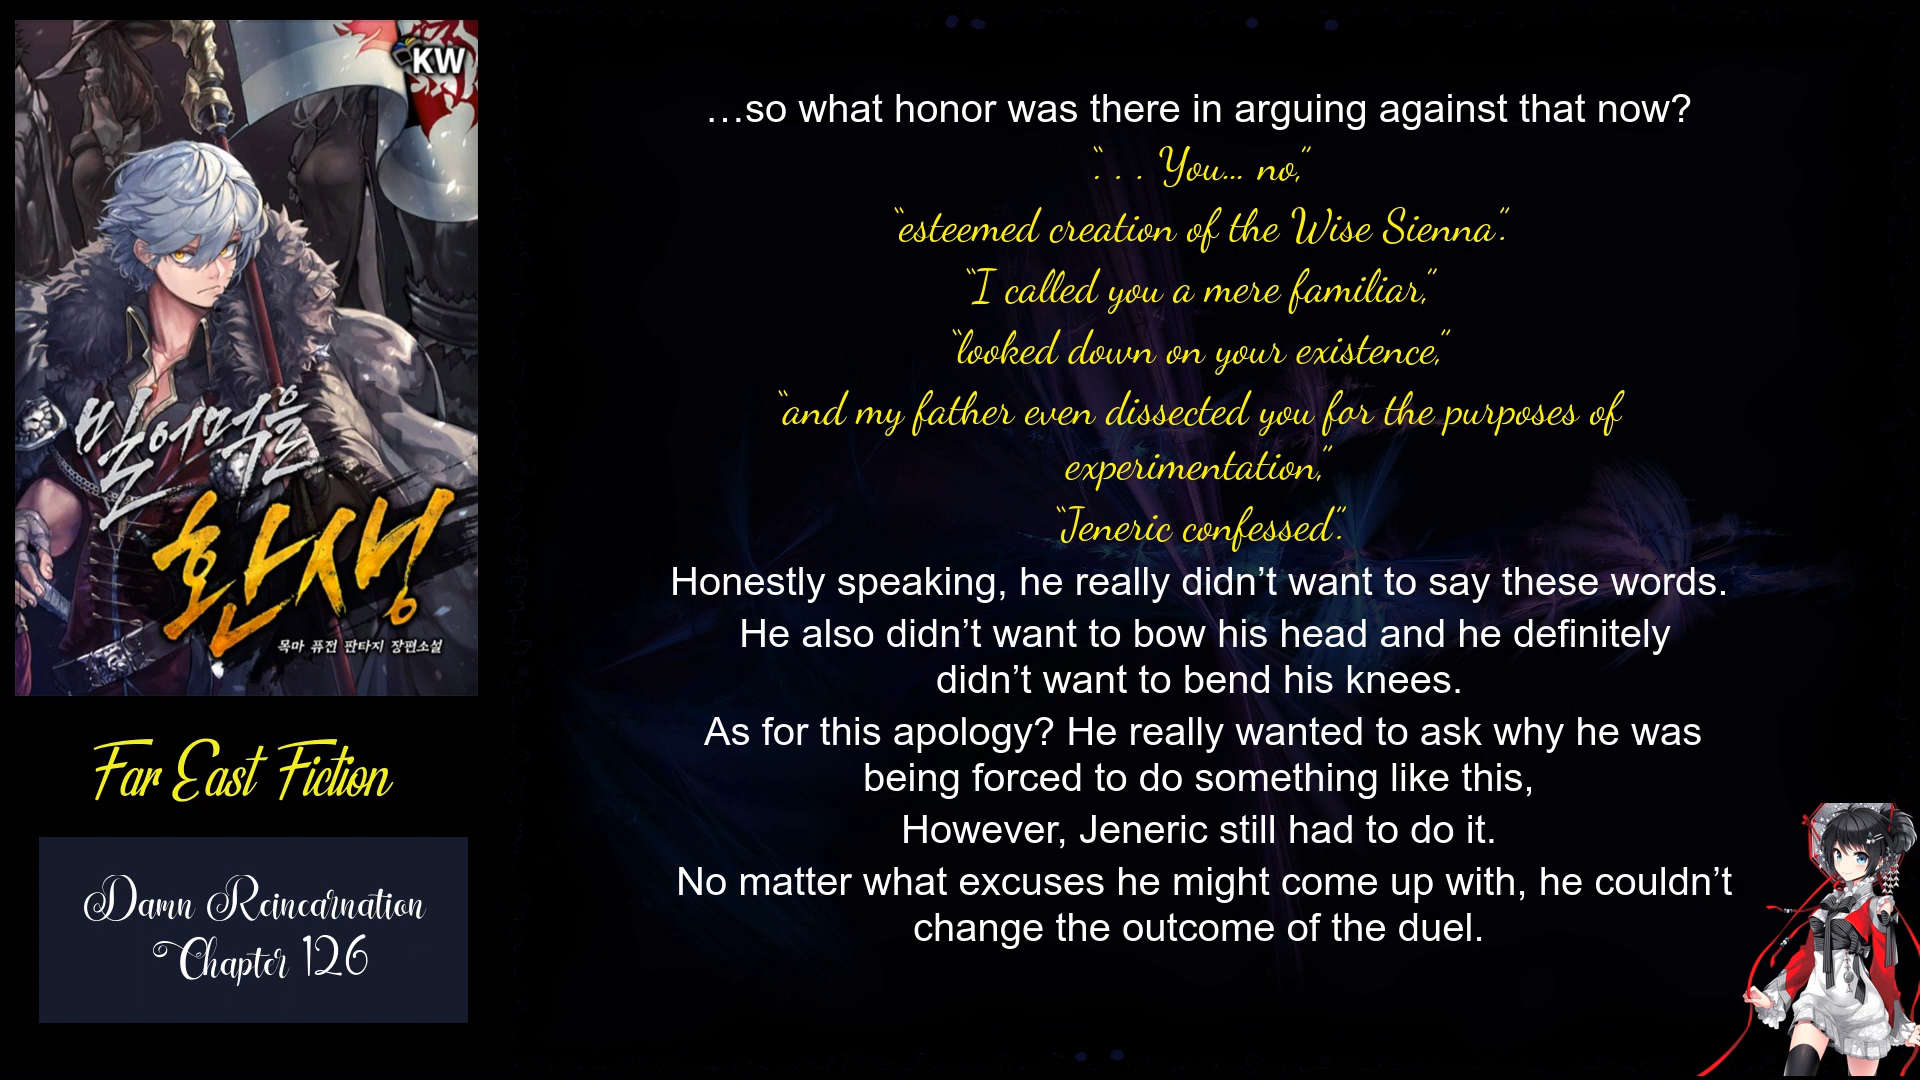 KW
빌어먹을
환생
목마 퓨전 판타지 장편소설
Far East Fiction
Damn Reincarnation
Chapter 126
…so what honor was there in arguing against that now?
“. . . You… no,”
“esteemed creation of the Wise Sienna”.
“I called you a mere familiar,”
“looked down on your existence,”
“and my father even dissected you for the purposes of
experimentation,”
“Jeneric confessed”.
Honestly speaking, he really didn’t want to say these words.
He also didn’t want to bow his head and he definitely
didn’t want to bend his knees.
As for this apology? He really wanted to ask why he was
being forced to do something like this,
However, Jeneric still had to do it.
No matter what excuses he might come up with, he couldn’t
change the outcome of the duel.